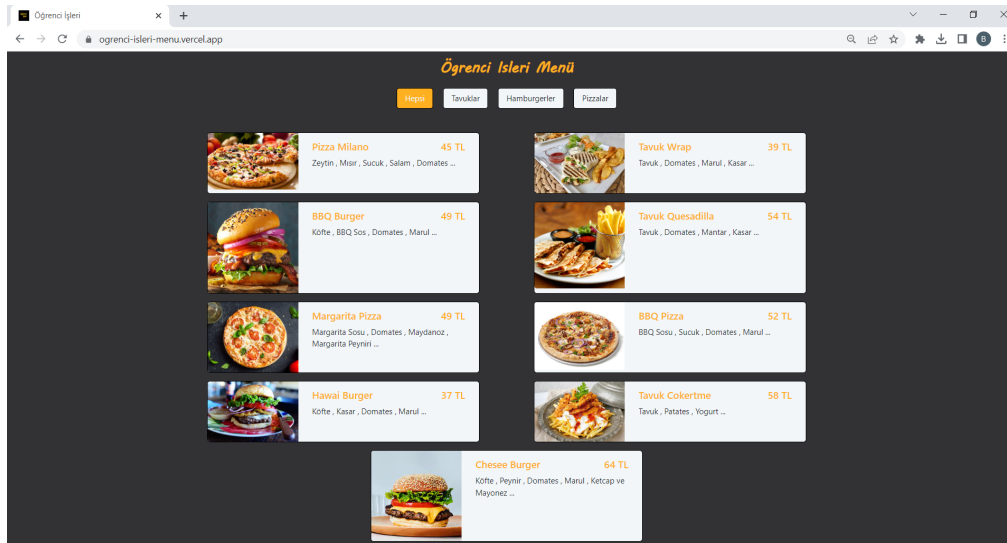 Öğrenci İşleri
ogrenci-isleri-menu.vercel.app
B
Ögrenci Isleri Menü
Hepsi Tavuklar Hamburgerler Pizzalar
Pizza Milano 45 TL
Zeytin , Mısır , Sucuk , Salam , Domates ...
Tavuk Wrap 39 TL
Tavuk , Domates , Marul , Kasar ...
BBQ Burger 49 TL
Köfte , BBQ Sos , Domates , Marul ...
Tavuk Quesadilla 54 TL
Tavuk , Domates , Mantar , Kasar ...
Margarita Pizza 49 TL
Margarita Sosu , Domates , Maydanoz ,
Margarita Peyniri ...
BBQ Pizza 52 TL
BBQ Sosu , Sucuk , Domates , Marul ...
Hawai Burger 37 TL
Köfte , Kasar , Domates , Marul ...
Tavuk Cokertme 58 TL
Tavuk , Patates , Yogurt ...
Chesee Burger 64 TL
Köfte , Peynir , Domates , Marul , Ketcap ve
Mayonez ...